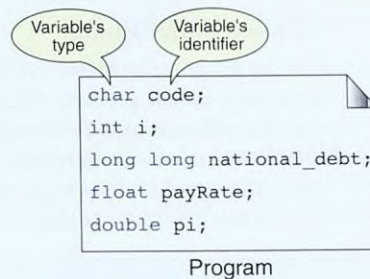 Variable's
type
Variable's
identifier
char code;
int i;
long long national_debt;
float payRate;
double pi;
Program